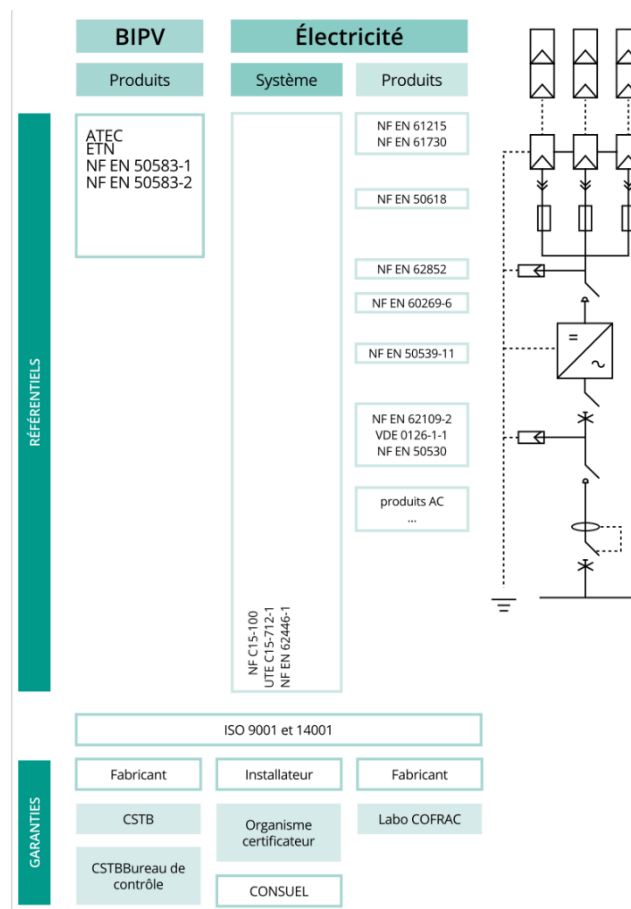 BIPV
Électricité
Produits
Système
Produits
RÉFÉRENTIELS
ATEC
ETN
NF EN 50583-1
NF EN 50583-2
NF C15-100
UTE C15-712-1
NF EN 62446-1
NF EN 61215
NF EN 61730
NF EN 50618
NF EN 62852
NF EN 60269-6
NF EN 50539-11
NF EN 62109-2
VDE 0126-1-1
NF EN 50530
produits AC
...
ISO 9001 et 14001
GARANTIES
Fabricant
Installateur
Fabricant
CSTB
Organisme
certificateur
Labo COFRAC
CSTBBureau de
contrôle
CONSUEL